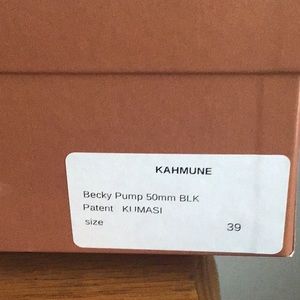 KAHMUNE
Becky Pump 50mm BLK
Patent KUMASI
size 39